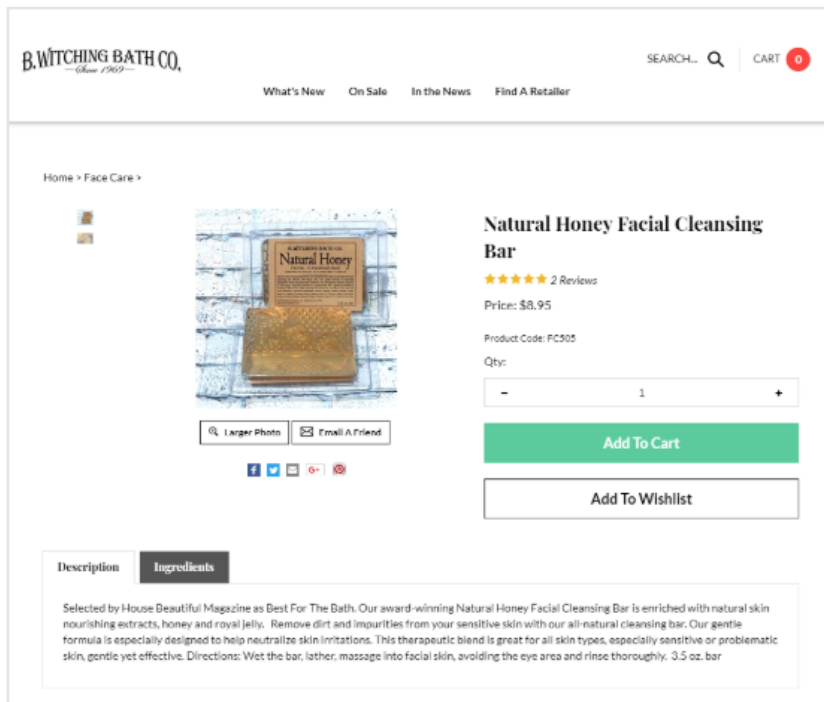 B.WITCHING BATH CO.
Since 1969
SEARCH...
CART 0
What's New On Sale In the News Find A Retailer
Home > Face Care >
B.WITCHING BATH CO.
Natural Honey
Natural Honey Facial Cleansing
Bar
2 Reviews
Price: $8.95
Product Code: FC505
Qty:
- 1 +
Larger Photo Email A Friend
Add To Cart
G+
Add To Wishlist
Description Ingredients
Selected by House Beautiful Magazine as Best For The Bath. Our award-winning Natural Honey Facial Cleansing Bar is enriched with natural skin
nourishing extracts, honey and royal jelly. Remove dirt and impurities from your sensitive skin with our all-natural cleansing bar. Our gentle
formula is especially designed to help neutralize skin irritations. This therapeutic blend is great for all skin types, especially sensitive or problematic
skin, gentle yet effective. Directions: Wet the bar, lather, massage into facial skin, avoiding the eye area and rinse thoroughly. 3.5 oz. bar